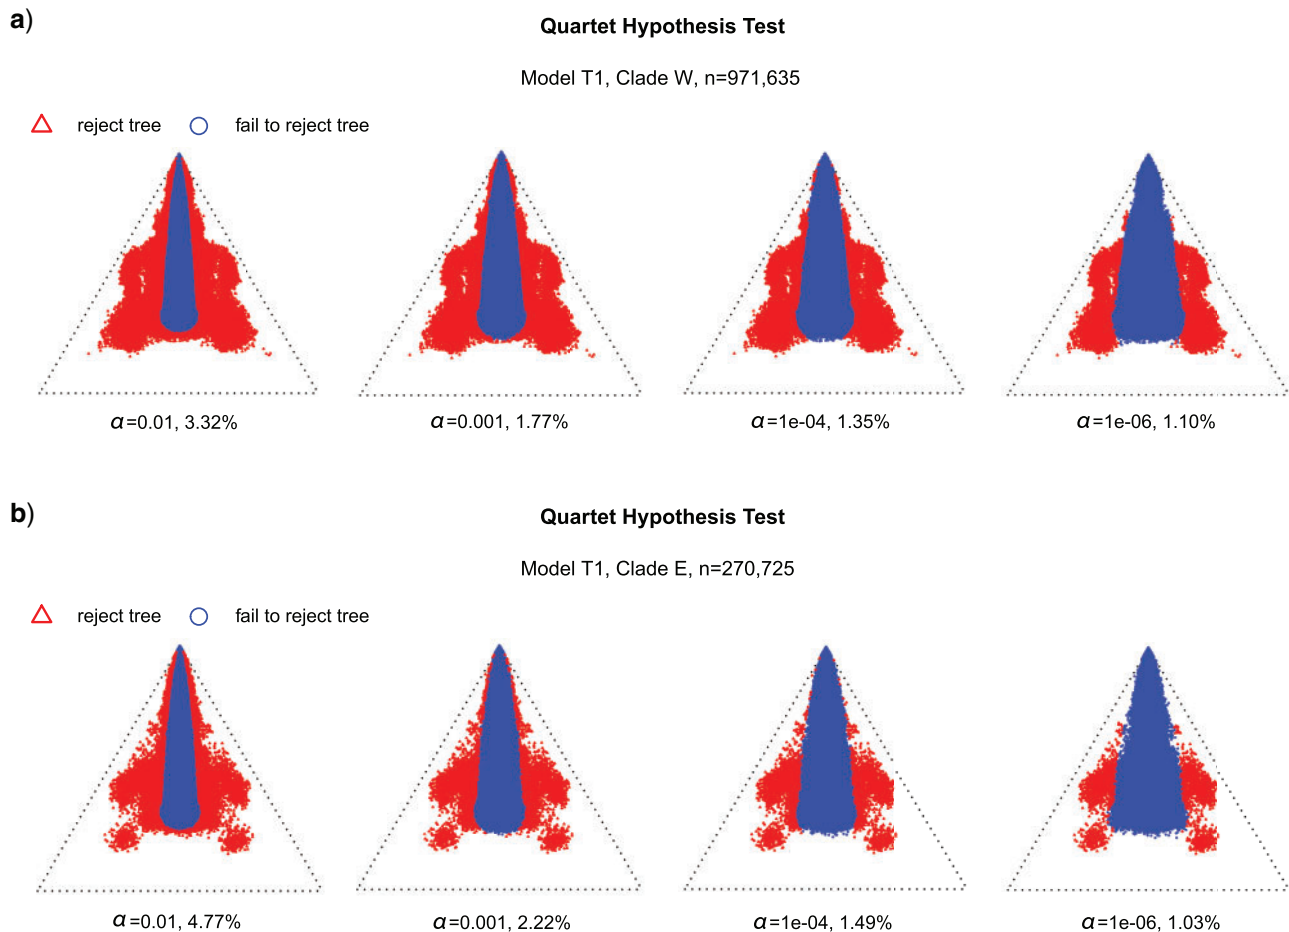 a)
Quartet Hypothesis Test
Model T1, Clade W, n=971,635
reject tree fail to reject tree
α=0.01, 3.32% α=0.001, 1.77% α=1e-04, 1.35% α=1e-06, 1.10%
b)
Quartet Hypothesis Test
Model T1, Clade E, n=270,725
reject tree fail to reject tree
α=0.01, 4.77% α=0.001, 2.22% α=1e-04, 1.49% α=1e-06, 1.03%